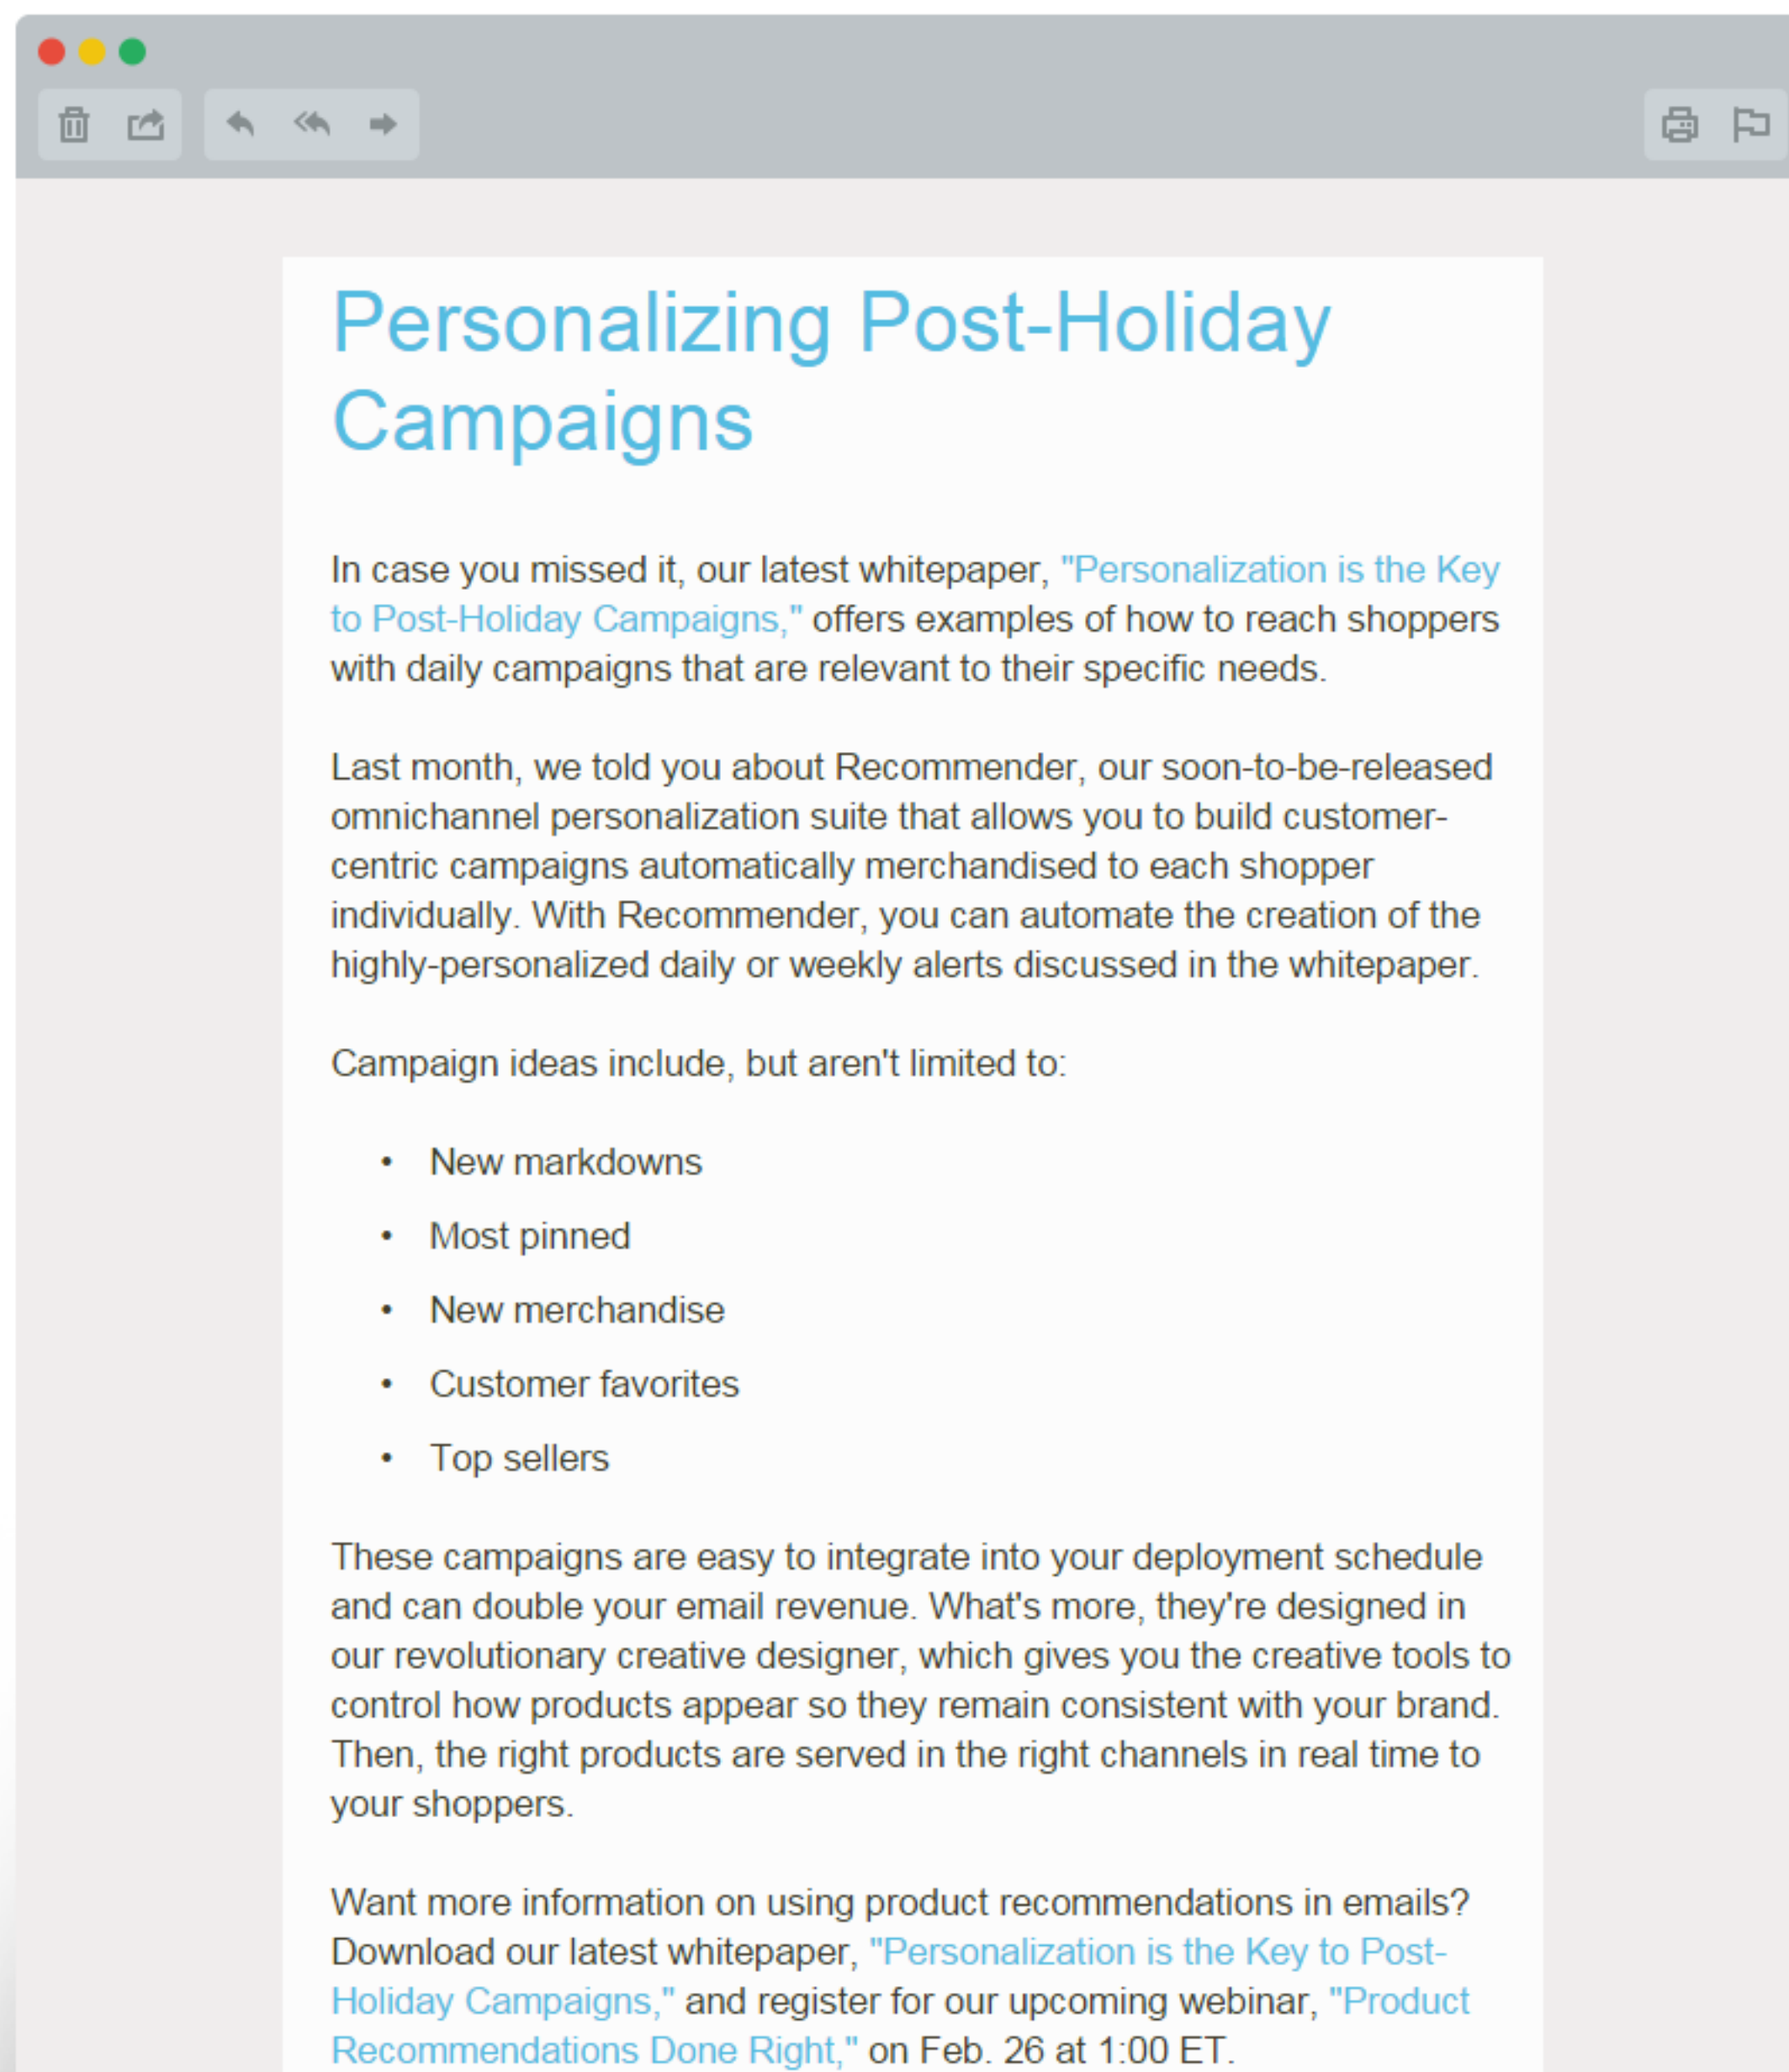 Personalizing Post-Holiday
Campaigns
In case you missed it, our latest whitepaper, "Personalization is the Key
to Post-Holiday Campaigns," offers examples of how to reach shoppers
with daily campaigns that are relevant to their specific needs.
Last month, we told you about Recommender, our soon-to-be-released
omnichannel personalization suite that allows you to build customer-
centric campaigns automatically merchandised to each shopper
individually. With Recommender, you can automate the creation of the
highly-personalized daily or weekly alerts discussed in the whitepaper.
Campaign ideas include, but aren't limited to:
• New markdowns
• Most pinned
• New merchandise
• Customer favorites
• Top sellers
These campaigns are easy to integrate into your deployment schedule
and can double your email revenue. What's more, they're designed in
our revolutionary creative designer, which gives you the creative tools to
control how products appear so they remain consistent with your brand.
Then, the right products are served in the right channels in real time to
your shoppers.
Want more information on using product recommendations in emails?
Download our latest whitepaper, "Personalization is the Key to Post-
Holiday Campaigns," and register for our upcoming webinar, "Product
Recommendations Done Right," on Feb. 26 at 1:00 ET.